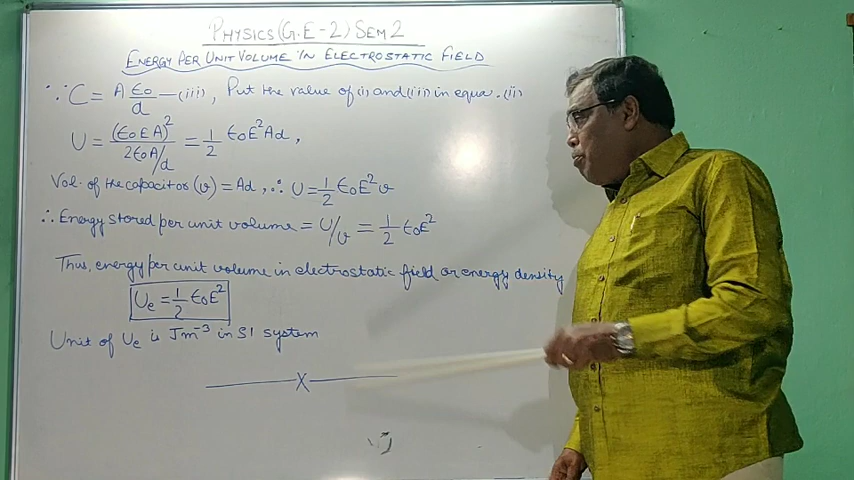 PHYSICS (G.E-2) SEM 2
ENERGY PER UNIT VOLUME IN ELECTROSTATIC FIELD
∵ C = A ε₀/d —(iii), Put the value of (i) and (iii) in equa. (ii)
U = (ε₀EA)²/2ε₀A/d = 1/2 ε₀E²Ad,
Vol. of the capacitor (v) = Ad, ∴ U = 1/2 ε₀E²v
∴ Energy stored per unit volume = U/v = 1/2 ε₀E²
Thus, energy per unit volume in electrostatic field or energy density
Ue = 1/2 ε₀E²
Unit of Ue is Jm⁻³ in SI system
X